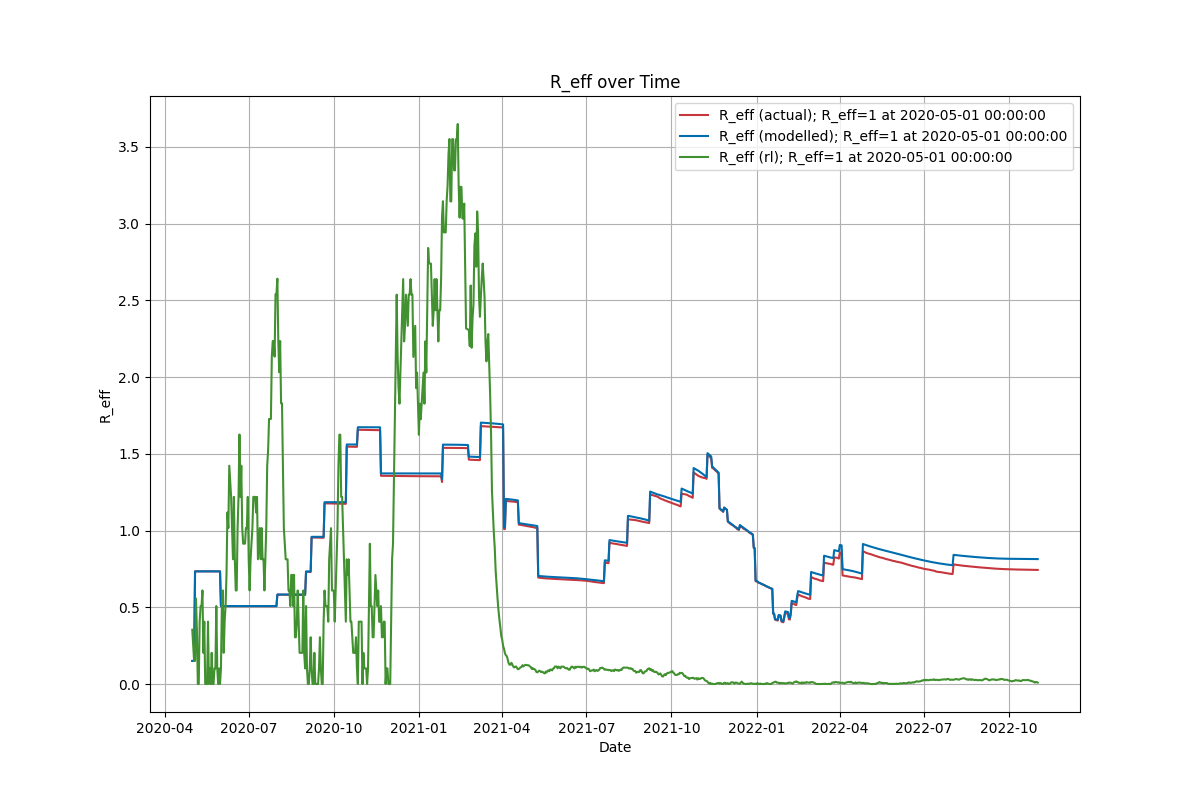 R_eff over Time
R_eff (actual); R_eff=1 at 2020-05-01 00:00:00
R_eff (modelled); R_eff=1 at 2020-05-01 00:00:00
R_eff (rl); R_eff=1 at 2020-05-01 00:00:00
R_eff
3.5
3.0
2.5
2.0
1.5
1.0
0.5
0.0
2020-04 2020-07 2020-10 2021-01 2021-04 2021-07 2021-10 2022-01 2022-04 2022-07 2022-10
Date